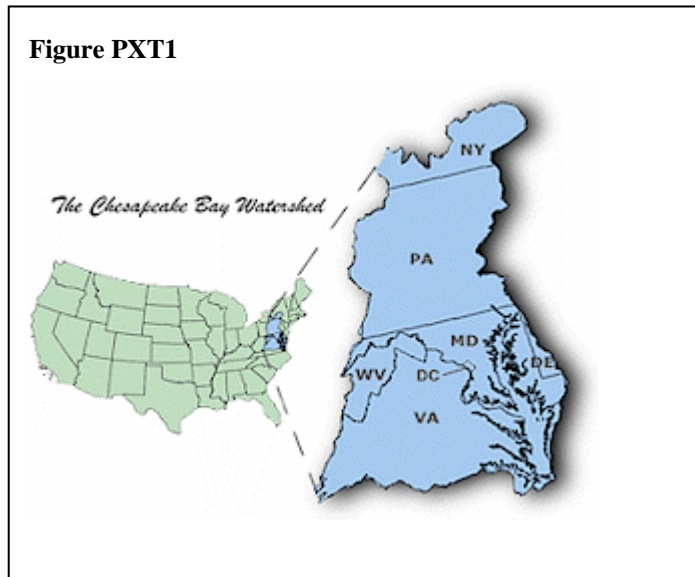 Figure PXT1
The Chesapeake Bay Watershed
NY
PA
MD
WV
DC
DE
VA